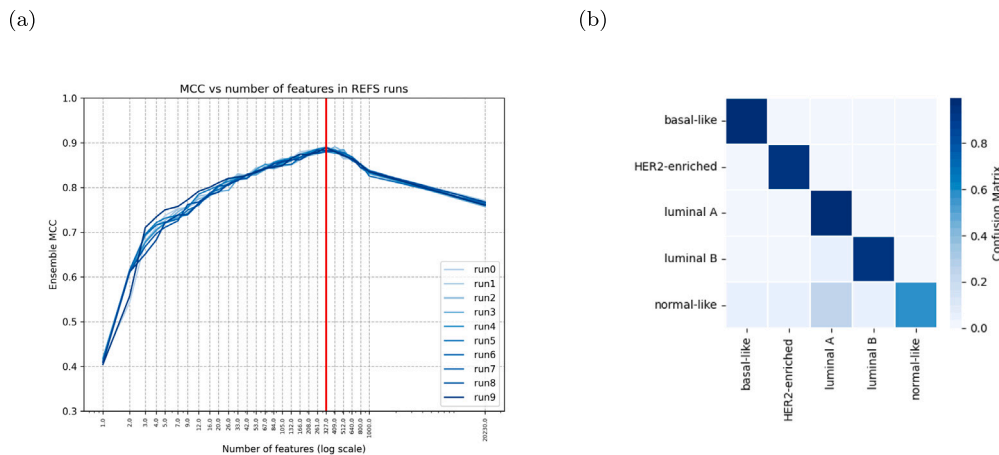 (a)
(b)
MCC vs number of features in REFS runs
1.0
0.9
0.8
0.7
0.6
0.5
0.4
0.3
Ensemble MCC
run0
run1
run2
run3
run4
run5
run6
run7
run8
run9
1.0
2.0
3.0
4.0
5.0
7.0
9.0
12.0
16.0
20.0
26.0
33.0
42.0
53.0
67.0
84.0
105.0
132.0
166.0
208.0
261.0
327.0
409.0
512.0
640.0
800.0
1000.0
20230.0
Number of features (log scale)
basal-like
HER2-enriched
luminal A
luminal B
normal-like
basal-like
HER2-enriched
luminal A
luminal B
normal-like
0.8
0.6
0.4
0.2
0.0
Confusion Matrix